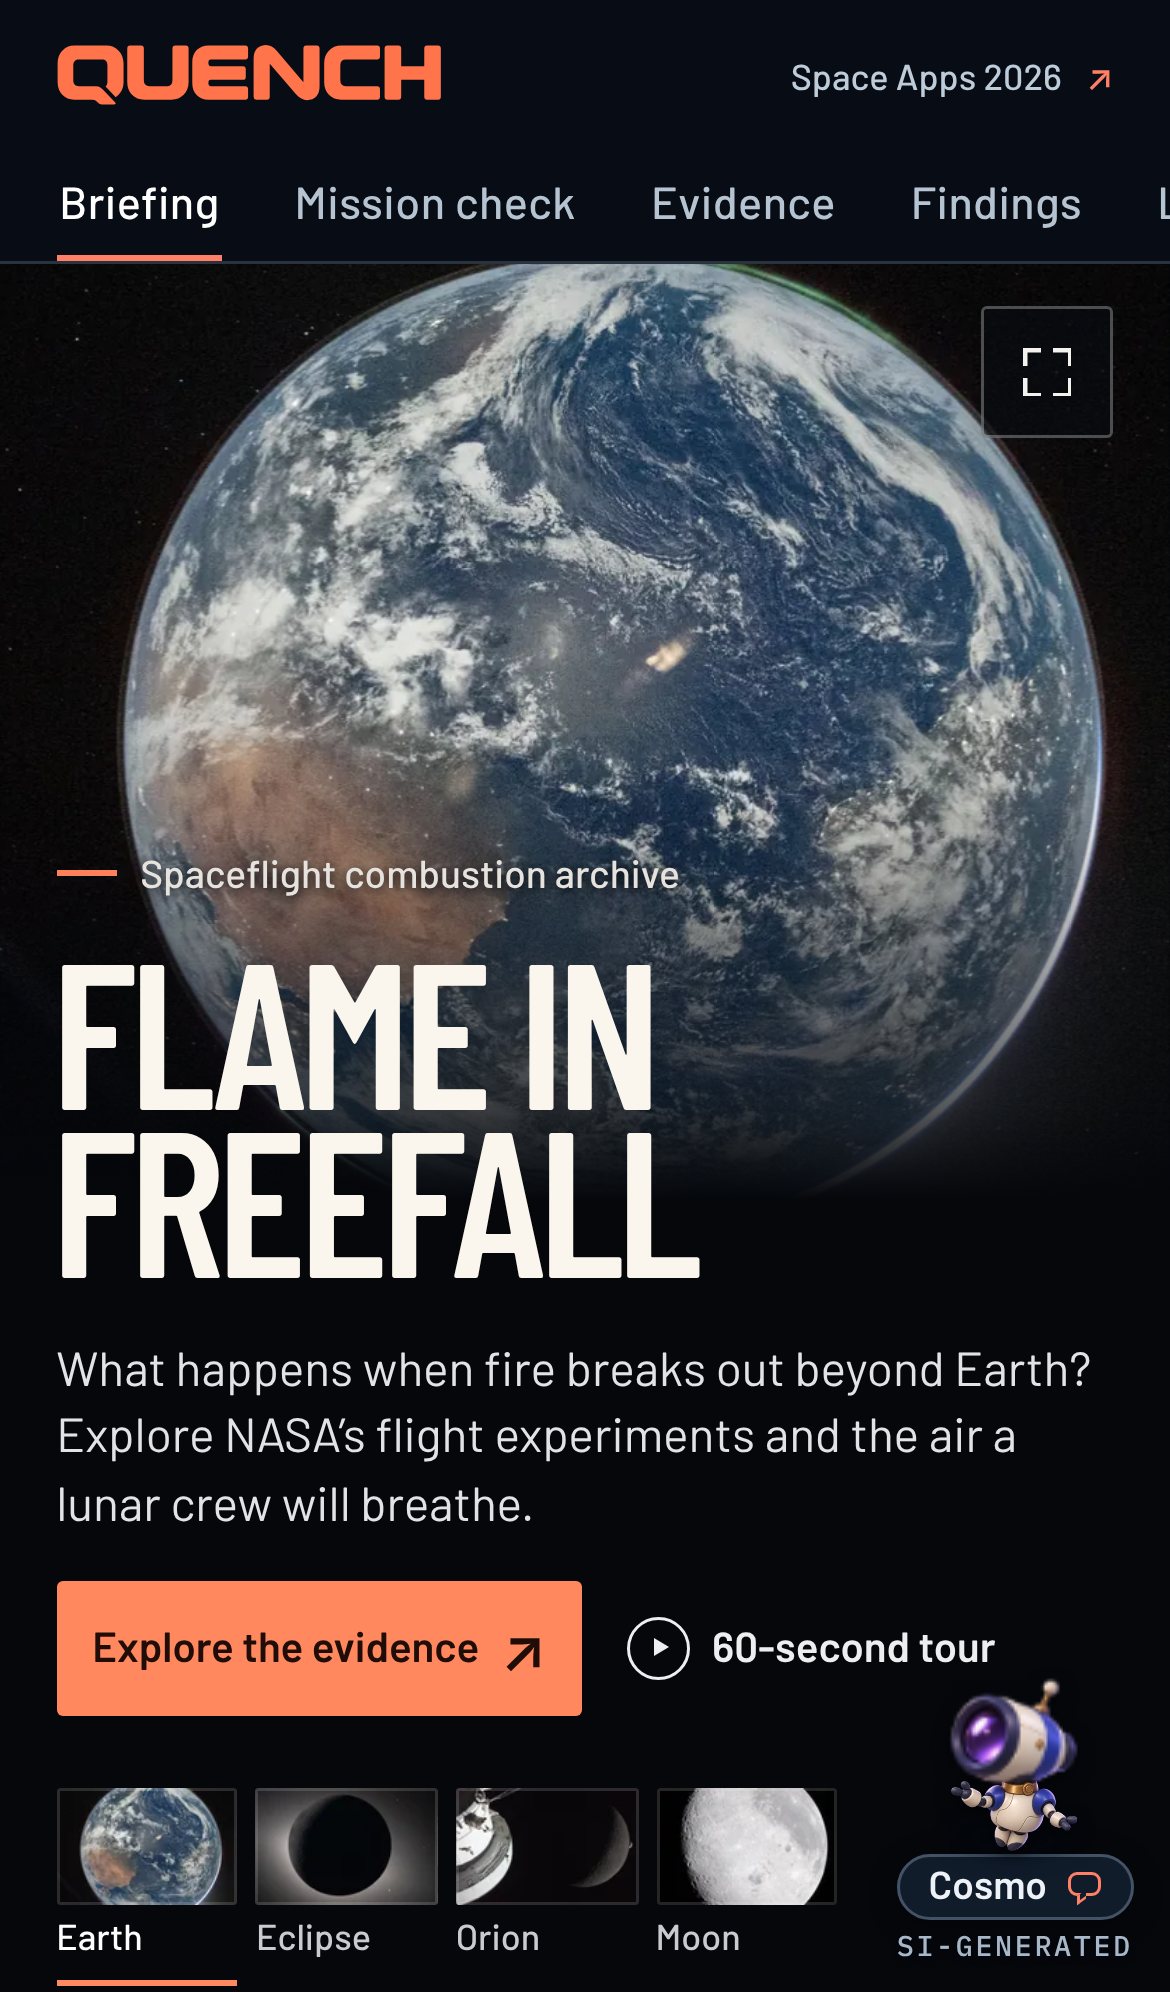 QUENCH
Space Apps 2026
Briefing
Mission check
Evidence
Findings
Spaceflight combustion archive
FLAME IN
FREEFALL
What happens when fire breaks out beyond Earth?
Explore NASA’s flight experiments and the air a
lunar crew will breathe.
Explore the evidence
60-second tour
Earth
Eclipse
Orion
Moon
Cosmo
SI-GENERATED